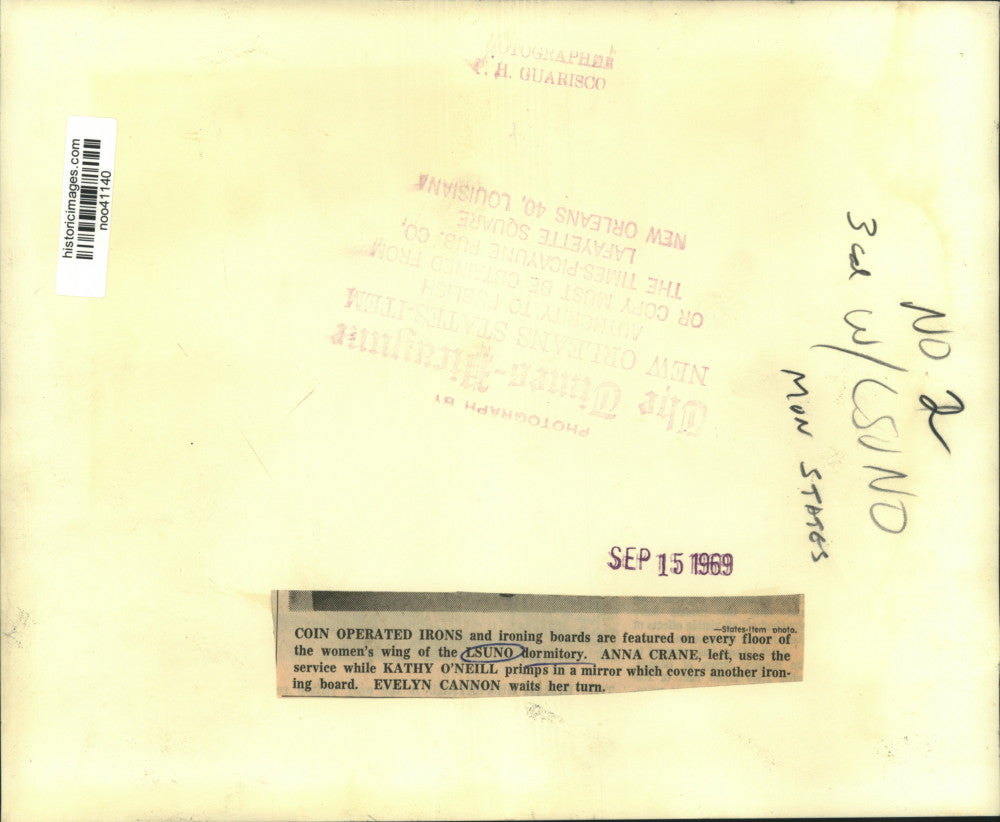 PHOTOGRAPHER
P. H. GUARISCO
historicimages.com
noo41140
PHOTOGRAPH BY
The Times-Picayune
NEW ORLEANS STATES-ITEM
AUTHORITY TO PUBLISH
OR COPY MUST BE OBTAINED FROM
THE TIMES-PICAYUNE PUB. CO.
LAFAYETTE SQUARE
NEW ORLEANS 40, LOUISIANA
NO 2
3 col W/ LSUNO
MON STATES
SEP 15 1969
—States-Item photo.
COIN OPERATED IRONS and ironing boards are featured on every floor of
the women's wing of the LSUNO dormitory. ANNA CRANE, left, uses the
service while KATHY O'NEILL primps in a mirror which covers another iron-
ing board. EVELYN CANNON waits her turn.